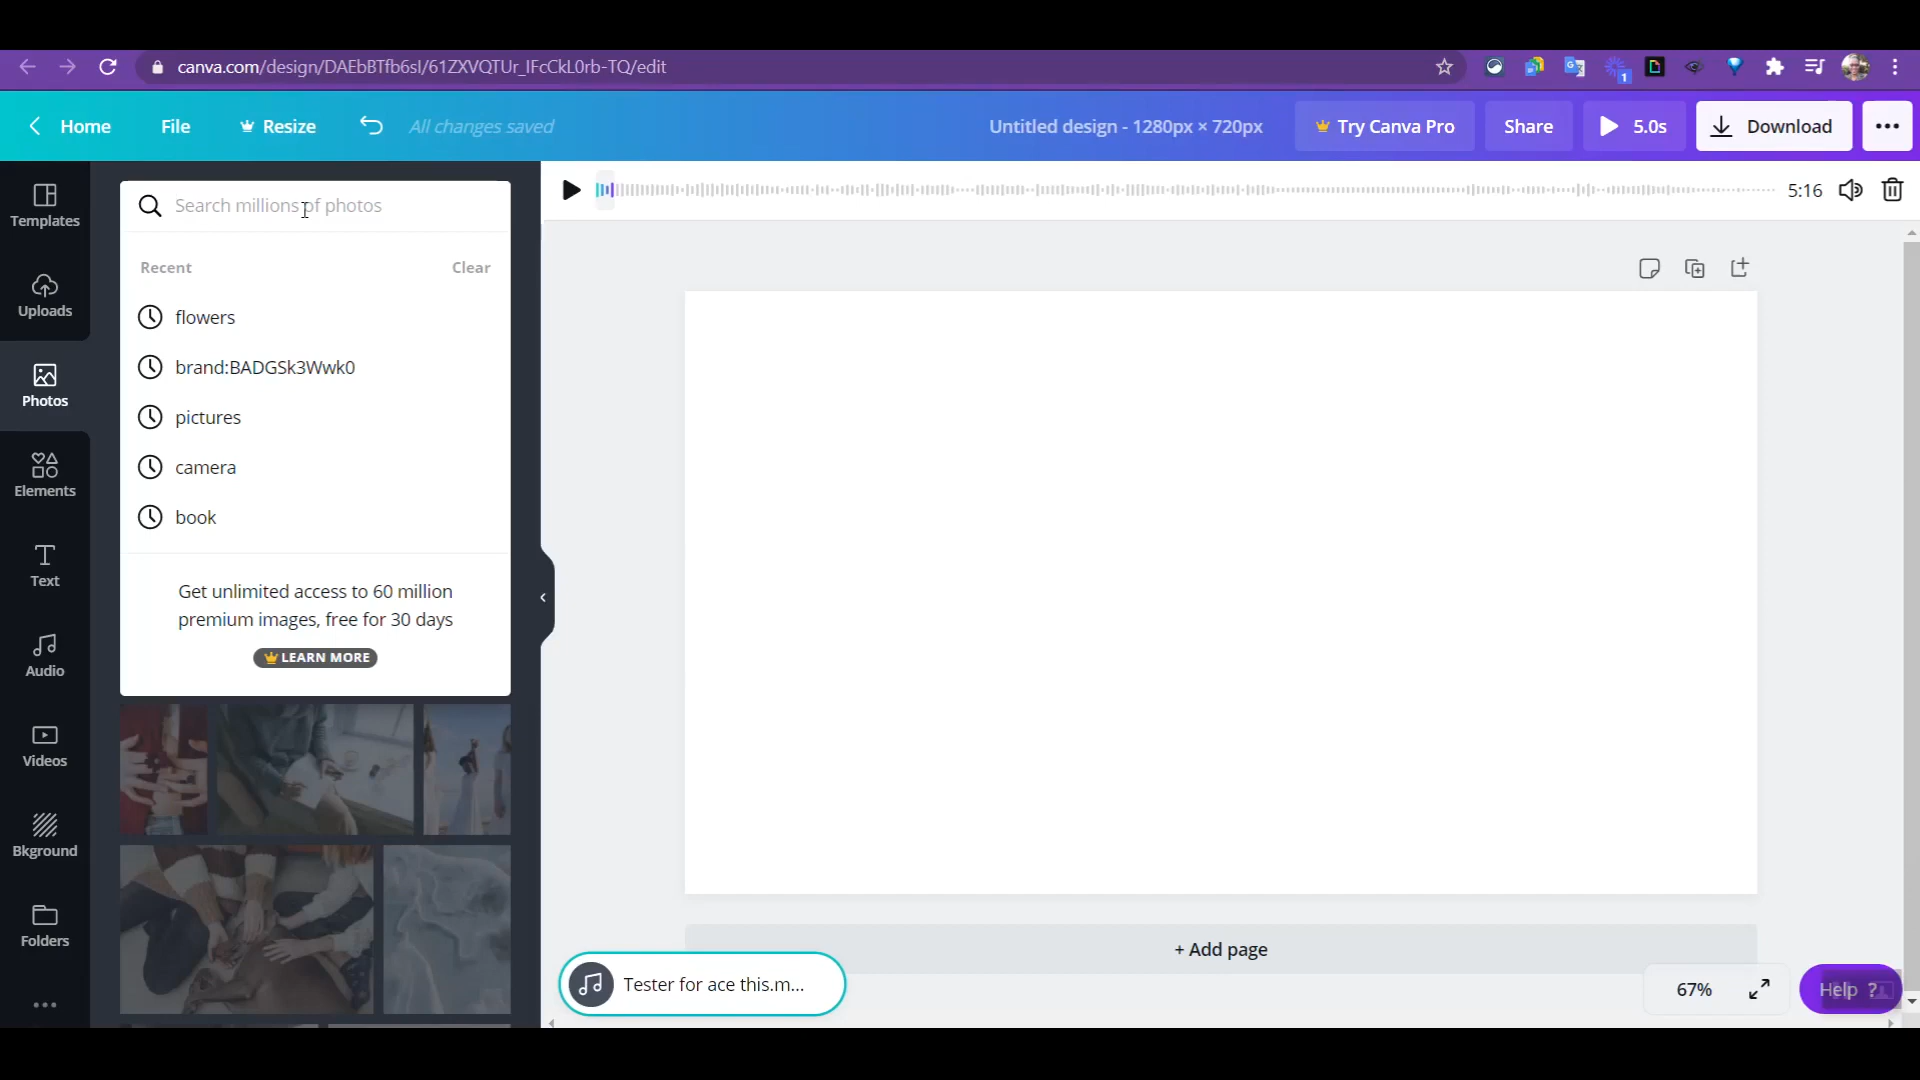 canva.com/design/DAEbBTfb6sI/61ZXVQTUr_IFcCkL0rb-TQ/edit
1
Home
File
Resize
All changes saved
Untitled design - 1280px × 720px
Try Canva Pro
Share
5.0s
Download
Templates
Uploads
Photos
Elements
Text
Audio
Videos
Bkground
Folders
Search millions of photos
Recent
Clear
flowers
brand:BADGSk3Wwk0
pictures
camera
book
Get unlimited access to 60 million
premium images, free for 30 days
LEARN MORE
5:16
+ Add page
Tester for ace this.m...
67%
Help ?